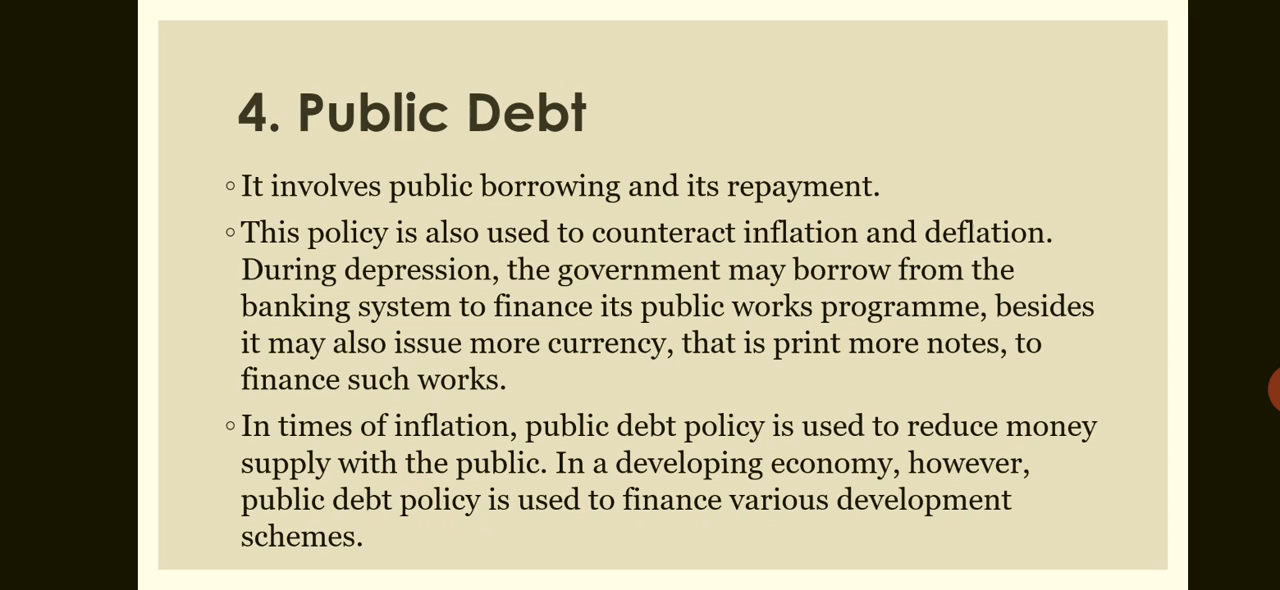 4. Public Debt
◦ It involves public borrowing and its repayment.
◦ This policy is also used to counteract inflation and deflation.
During depression, the government may borrow from the
banking system to finance its public works programme, besides
it may also issue more currency, that is print more notes, to
finance such works.
◦ In times of inflation, public debt policy is used to reduce money
supply with the public. In a developing economy, however,
public debt policy is used to finance various development
schemes.